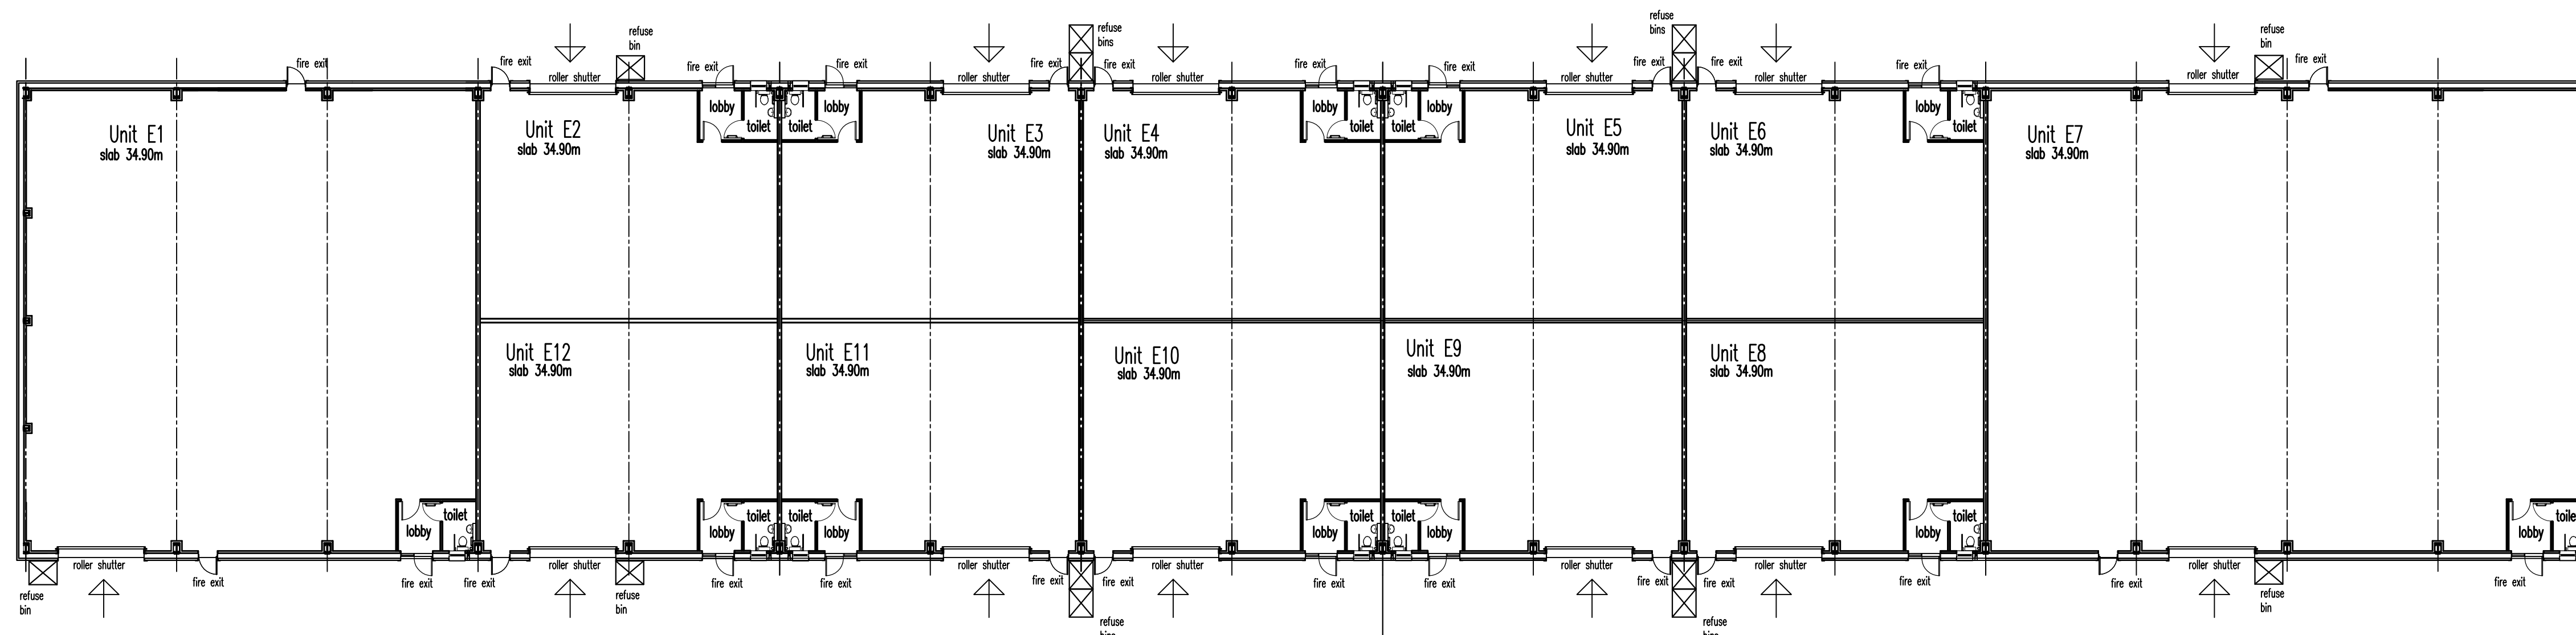 refuse
bin
refuse
bins
refuse
bins
refuse
bin
fire exit
fire exit
roller shutter
fire exit
fire exit
roller shutter
fire exit
fire exit
roller shutter
fire exit
fire exit
roller shutter
fire exit
fire exit
roller shutter
fire exit
roller shutter
fire exit
lobby
toilet
toilet
lobby
lobby
toilet
toilet
lobby
lobby
toilet
Unit E1
slab 34.90m
Unit E2
slab 34.90m
Unit E3
slab 34.90m
Unit E4
slab 34.90m
Unit E5
slab 34.90m
Unit E6
slab 34.90m
Unit E7
slab 34.90m
Unit E12
slab 34.90m
Unit E11
slab 34.90m
Unit E10
slab 34.90m
Unit E9
slab 34.90m
Unit E8
slab 34.90m
lobby
toilet
lobby
toilet
toilet
lobby
lobby
toilet
toilet
lobby
lobby
toilet
lobby
roller shutter
fire exit
fire exit
fire exit
roller shutter
fire exit
fire exit
roller shutter
fire exit
fire exit
roller shutter
fire exit
fire exit
roller shutter
fire exit
fire exit
roller shutter
fire exit
fire exit
roller shutter
fire exit
refuse
bin
refuse
bin
refuse
bins
refuse
bins
refuse
bin